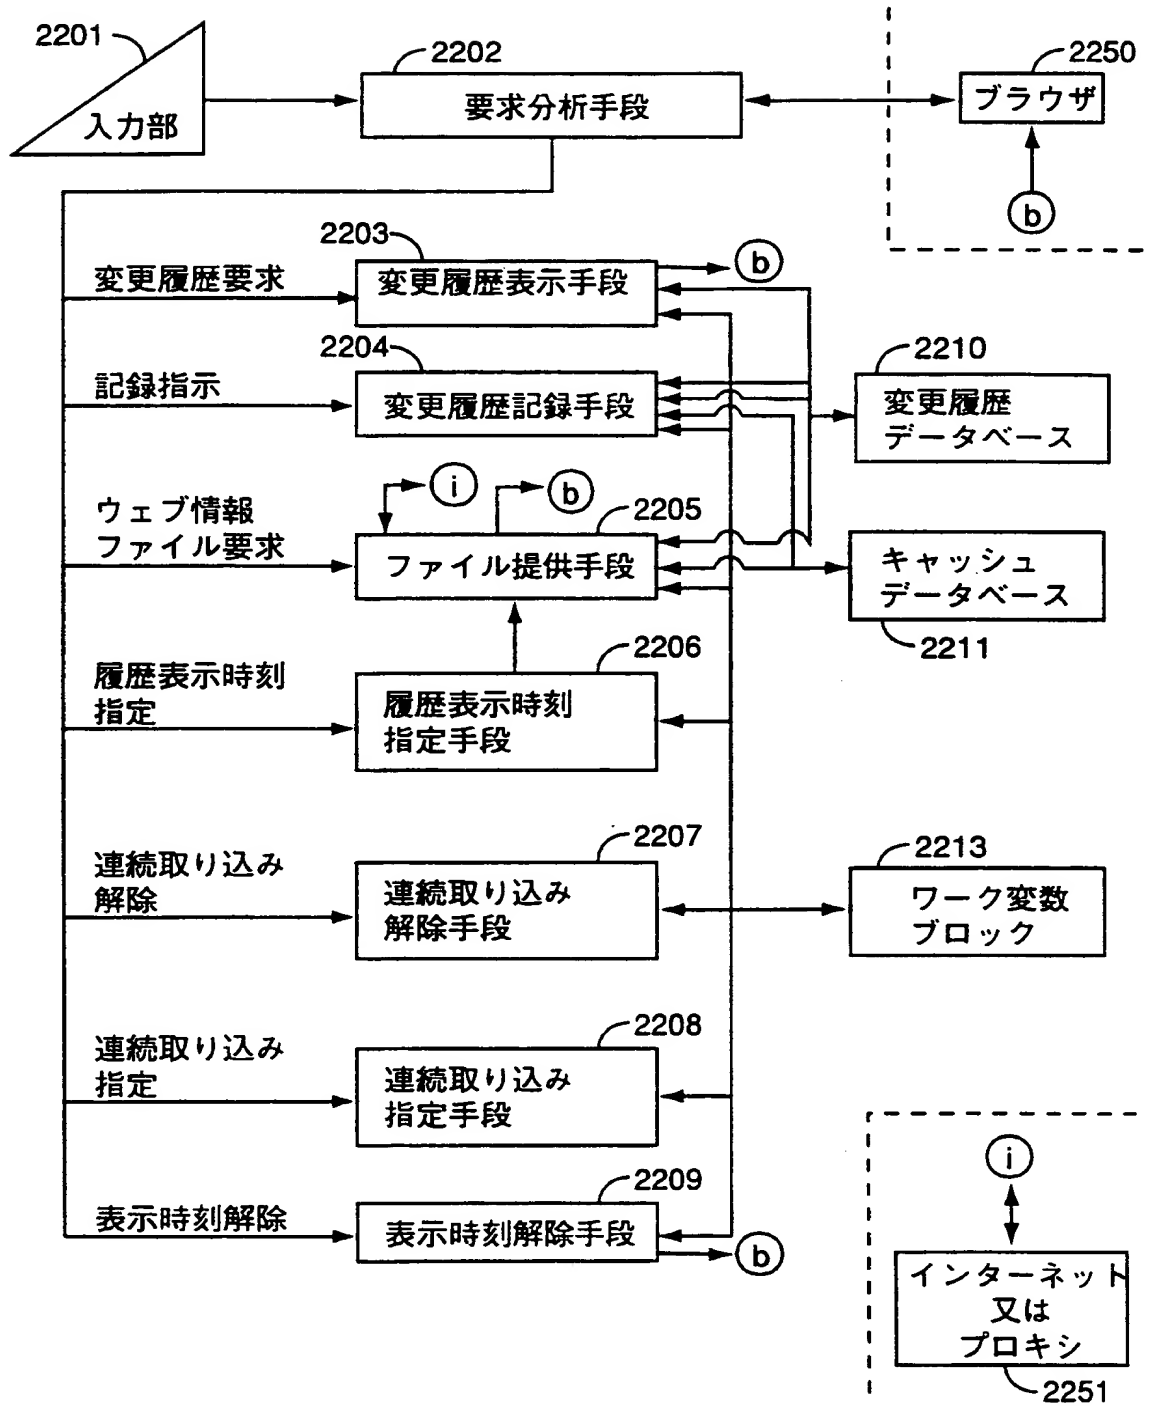 2201
入力部
2202
要求分析手段
2250
ブラウザ
b
2203
変更履歴要求
変更履歴表示手段
b
2204
記録指示
変更履歴記録手段
2210
変更履歴
データベース
i
b
2205
ウェブ情報
ファイル要求
ファイル提供手段
キャッシュ
データベース
2211
2206
履歴表示時刻
指定
履歴表示時刻
指定手段
2207
連続取り込み
解除
連続取り込み
解除手段
2213
ワーク変数
ブロック
2208
連続取り込み
指定
連続取り込み
指定手段
2209
表示時刻解除
表示時刻解除手段
b
i
インターネット
又は
プロキシ
2251